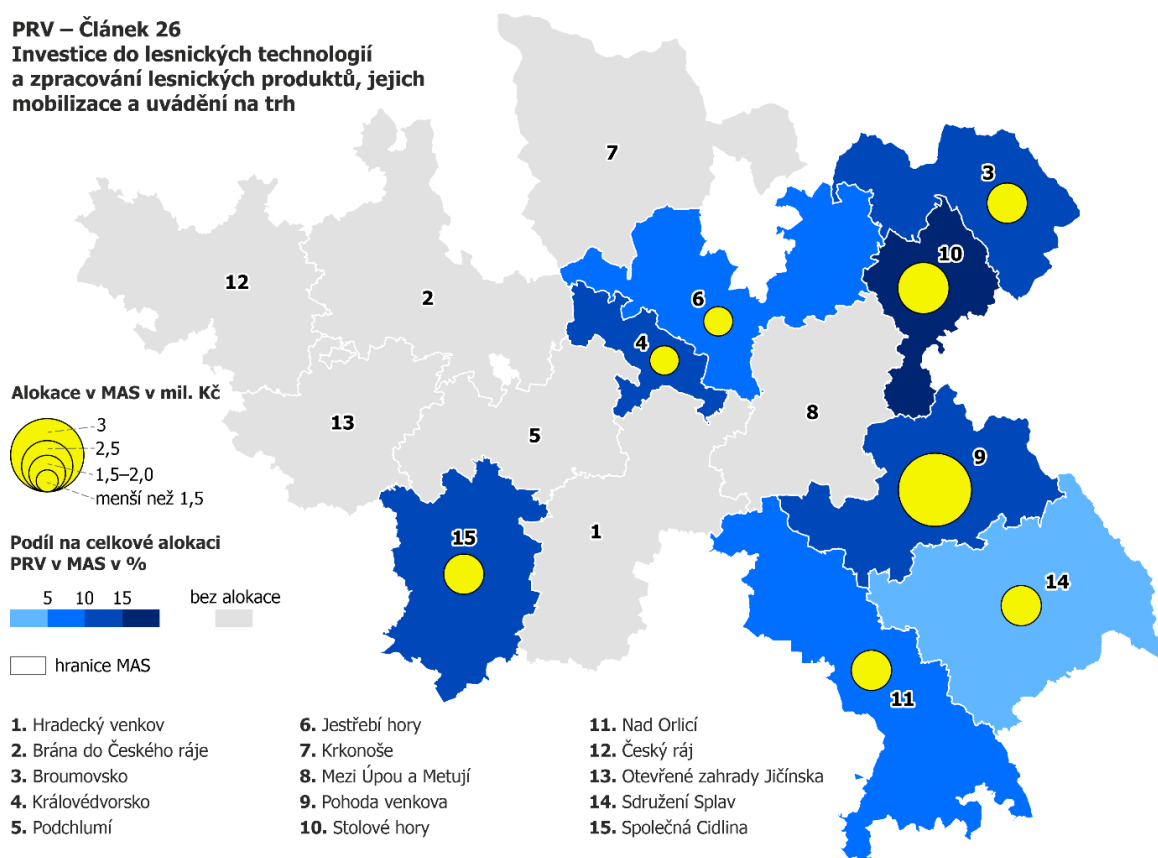 PRV – Článek 26
Investice do lesnických technologií
a zpracování lesnických produktů, jejich
mobilizace a uvádění na trh
7
3
10
12
2
6
4
8
13
5
9
1
15
14
11
Alokace v MAS v mil. Kč
3
2,5
1,5–2,0
menší než 1,5
Podíl na celkové alokaci
PRV v MAS v %
5 10 15
bez alokace
hranice MAS
1. Hradecký venkov
2. Brána do Českého ráje
3. Broumovsko
4. Královédvorsko
5. Podchlumí
6. Jestřebí hory
7. Krkonoše
8. Mezi Úpou a Metují
9. Pohoda venkova
10. Stolové hory
11. Nad Orlicí
12. Český ráj
13. Otevřené zahrady Jičínska
14. Sdružení Splav
15. Společná Cidlina